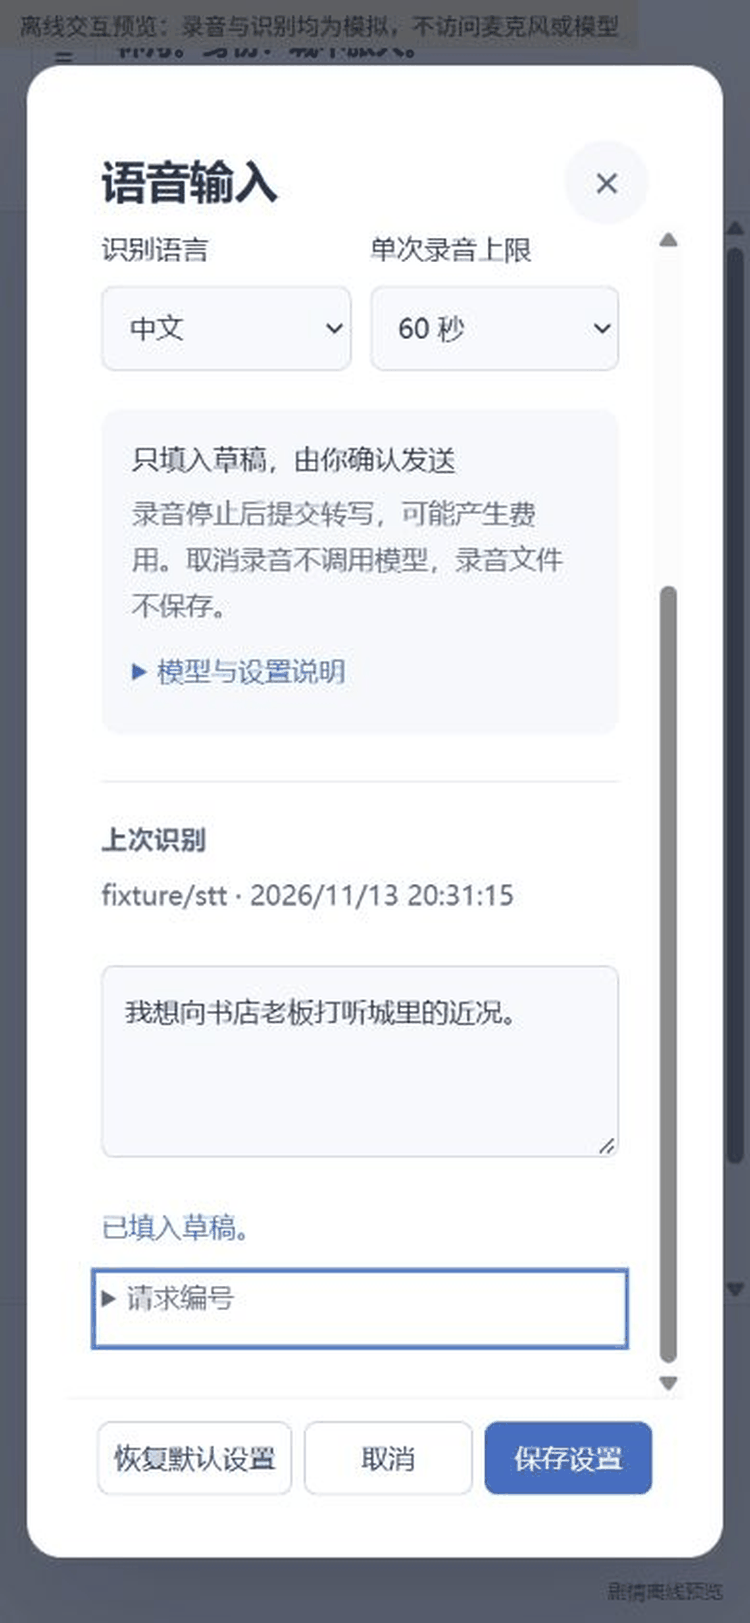 离线交互预览：录音与识别均为模拟，不访问麦克风或模型
语音输入
识别语言
单次录音上限
中文
60 秒
只填入草稿，由你确认发送
录音停止后提交转写，可能产生费
用。取消录音不调用模型，录音文件
不保存。
模型与设置说明
上次识别
fixture/stt · 2026/11/13 20:31:15
我想向书店老板打听城里的近况。
已填入草稿。
请求编号
恢复默认设置
取消
保存设置
剧情离线预览